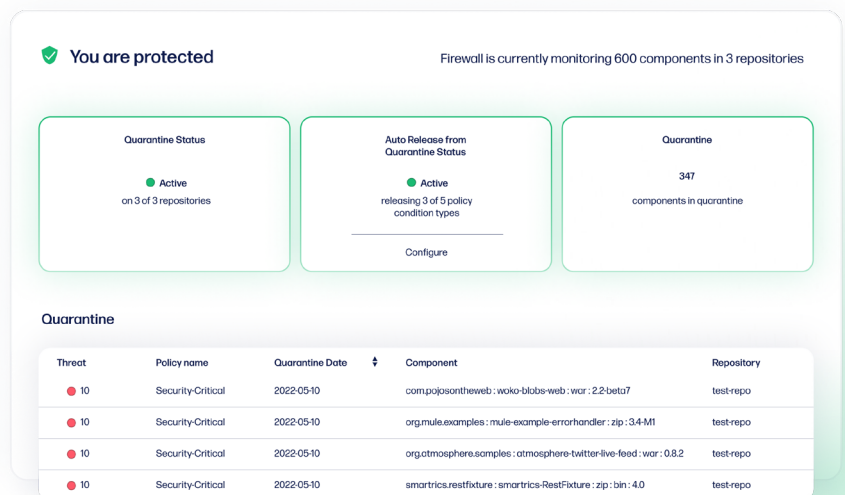 You are protected
Firewall is currently monitoring 600 components in 3 repositories
Quarantine Status
Active
on 3 of 3 repositories
Auto Release from
Quarantine Status
Active
releasing 3 of 5 policy
condition types
Configure
Quarantine
347
components in quarantine
Quarantine
Threat Policy name Quarantine Date Component Repository
10 Security-Critical 2022-05-10 com.pojosontheweb : woko-blobs-web : war : 2.2-beta7 test-repo
10 Security-Critical 2022-05-10 org.mule.examples : mule-example-errorhandler : zip : 3.4-M1 test-repo
10 Security-Critical 2022-05-10 org.atmosphere.samples : atmosphere-twitter-live-feed : war : 0.8.2 test-repo
10 Security-Critical 2022-05-10 smartrics.restfixture : smartrics-RestFixture : zip : bin : 4.0 test-repo